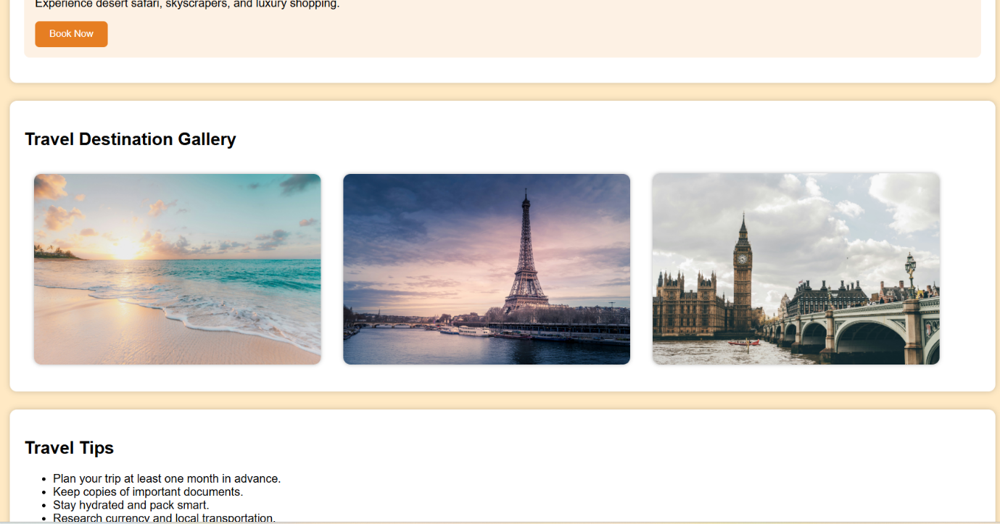 Experience desert safari, skyscrapers, and luxury shopping.
Book Now
Travel Destination Gallery
Travel Tips
Plan your trip at least one month in advance.
Keep copies of important documents.
Stay hydrated and pack smart.
Research currency and local transportation.